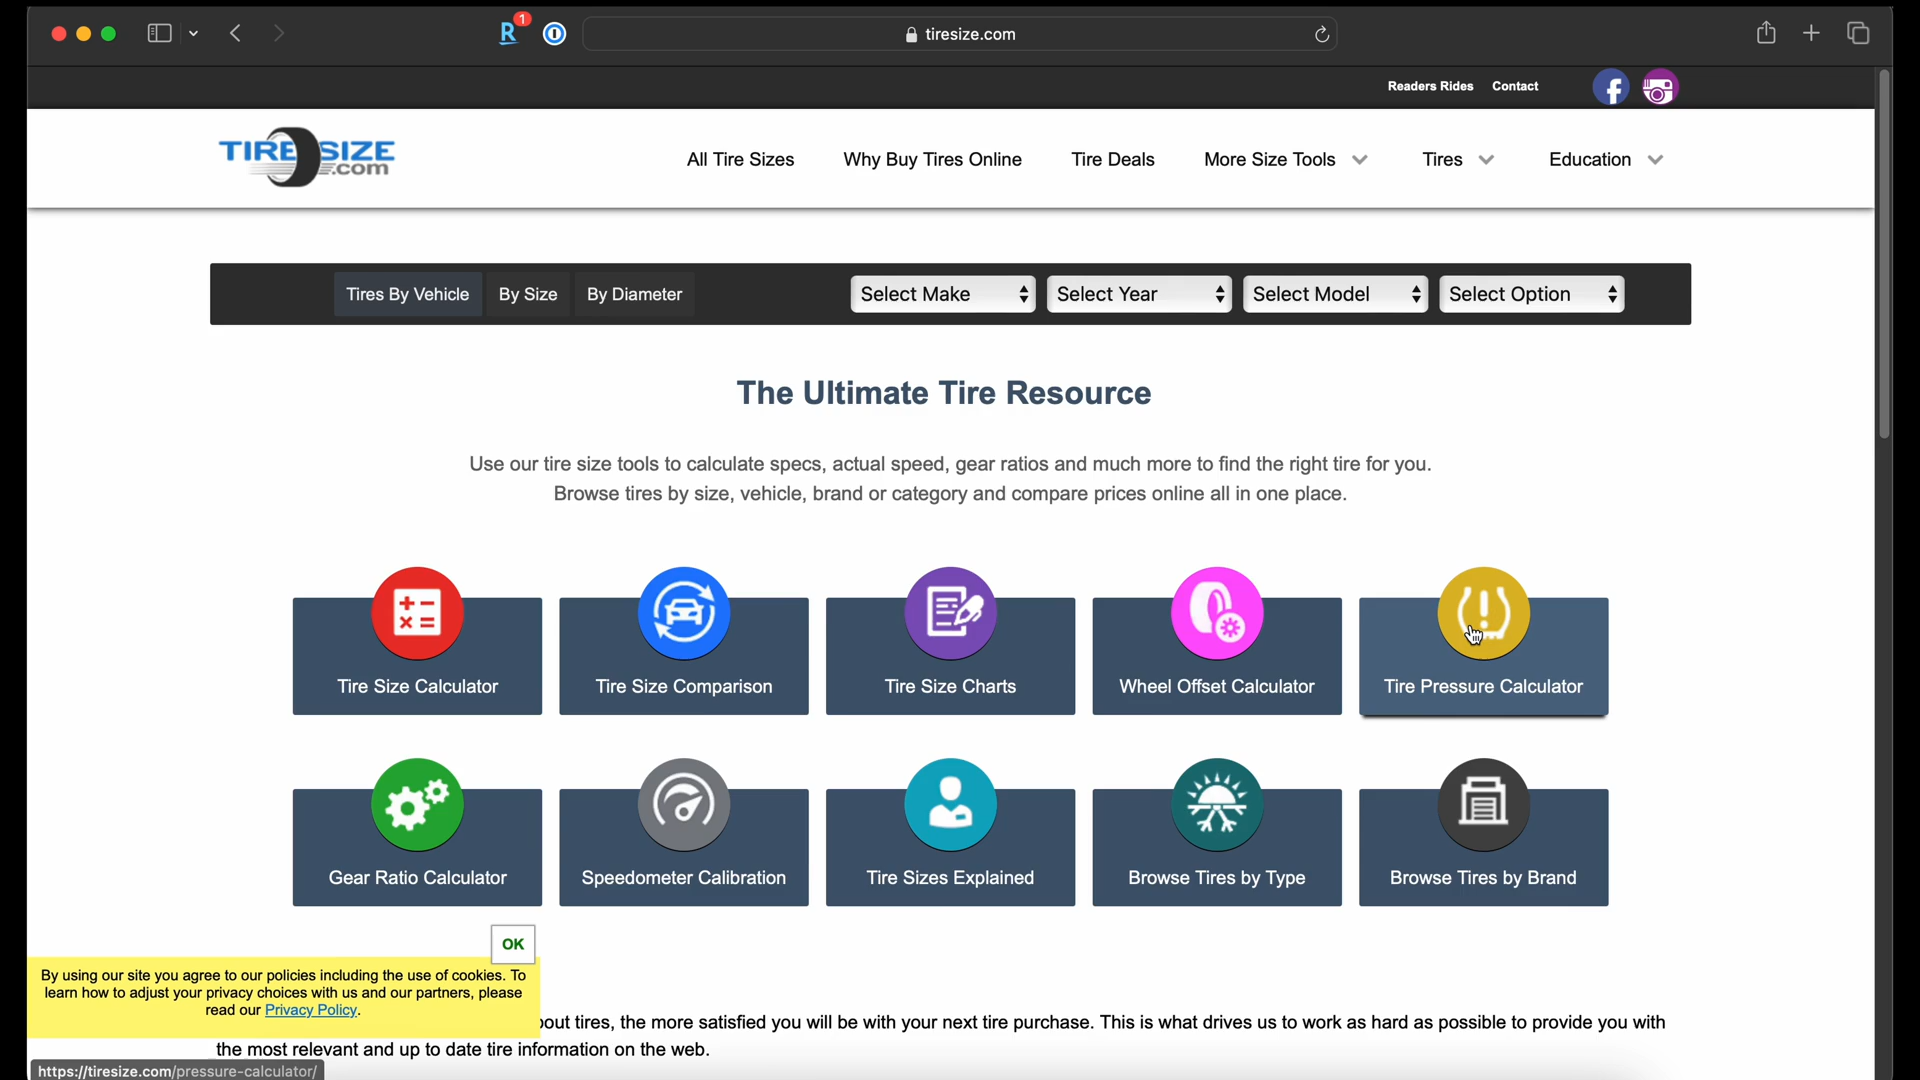 R 1
tiresize.com
Readers Rides Contact
TIRE SIZE
.com
All Tire Sizes Why Buy Tires Online Tire Deals More Size Tools Tires Education
Tires By Vehicle By Size By Diameter Select Make Select Year Select Model Select Option
The Ultimate Tire Resource
Use our tire size tools to calculate specs, actual speed, gear ratios and much more to find the right tire for you.
Browse tires by size, vehicle, brand or category and compare prices online all in one place.
Tire Size Calculator Tire Size Comparison Tire Size Charts Wheel Offset Calculator Tire Pressure Calculator
Gear Ratio Calculator Speedometer Calibration Tire Sizes Explained Browse Tires by Type Browse Tires by Brand
OK
By using our site you agree to our policies including the use of cookies. To
learn how to adjust your privacy choices with us and our partners, please
read our Privacy Policy.
tires, the more satisfied you will be with your next tire purchase. This is what drives us to work as hard as possible to provide you with
the most relevant and up to date tire information on the web.
https://tiresize.com/pressure-calculator/